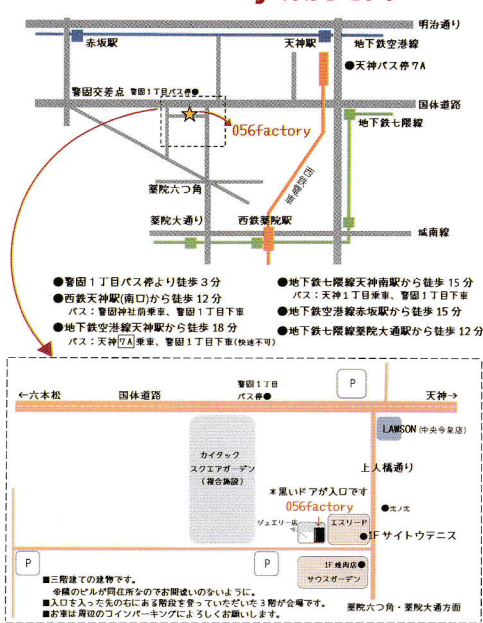 明治通り
赤坂駅
天神駅
地下鉄空港線
●天神バス停7A
警固交差点
警固1丁目バス停●
国体道路
056factory
地下鉄七隈線
西鉄電車
薬院六つ角
薬院大通り
西鉄薬院駅
城南線
●警固1丁目バス停より徒歩3分
●西鉄天神駅(南口)から徒歩12分
バス：警固神社前乗車、警固1丁目下車
●地下鉄空港線天神駅から徒歩18分
バス：天神7A乗車、警固1丁目下車(快速不可)
●地下鉄七隈線天神南駅から徒歩15分
バス：天神1丁目乗車、警固1丁目下車
●地下鉄空港線赤坂駅から徒歩15分
●地下鉄七隈線薬院大通駅から徒歩12分
←六本松
国体道路
警固1丁目
バス停●
P
天神→
LAWSON(中央今泉店)
カイタック
スクエアガーデン
(複合施設)
上人橋通り
＊黒いドアが入口です
056factory
ジュエリー店
エスリード
●1Fサイトウテニス
P
P
1F焼肉店●
サウスガーデン
■三階建ての建物です。
※隣のビルが同住所なのでお間違いのないように。
■入口を入った先の右にある階段を登っていただいた3階が会場です。
■お車は周辺のコインパーキングによろしくお願いします。
薬院六つ角・薬院大通方面